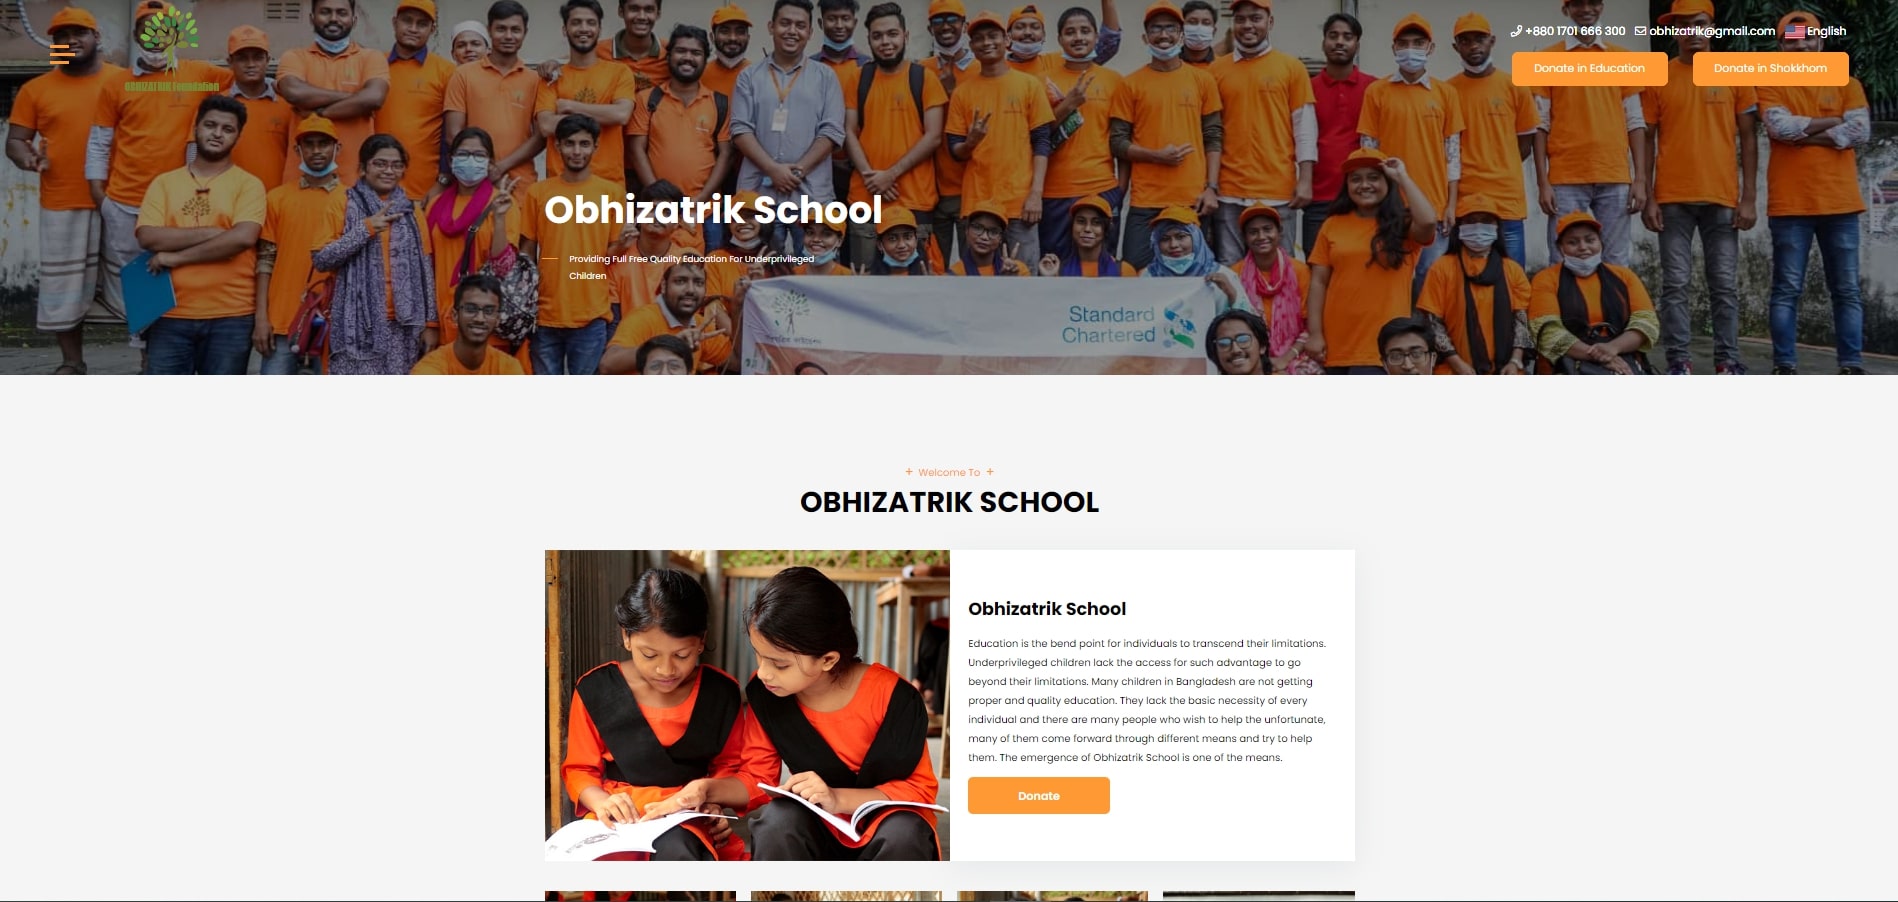 OBHIZATRIK Foundation
+880 1701 666 300 obhizatrik@gmail.com English
Donate in Education Donate in Shokkhom
Obhizatrik School
Providing Full Free Quality Education For Underprivileged
Children
Standard
Chartered
+ Welcome To +
OBHIZATRIK SCHOOL
Obhizatrik School
Education is the bend point for individuals to transcend their limitations.
Underprivileged children lack the access for such advantage to go
beyond their limitations. Many children in Bangladesh are not getting
proper and quality education. They lack the basic necessity of every
individual and there are many people who wish to help the unfortunate,
many of them come forward through different means and try to help
them. The emergence of Obhizatrik School is one of the means.
Donate